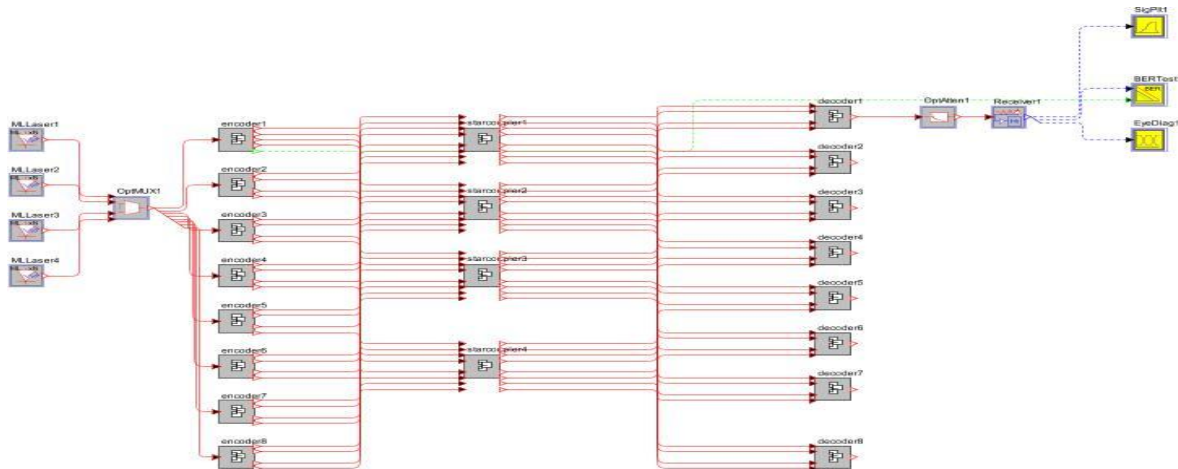 SigPlt1
BERTest
EyeDiag1
MLLaser1
MLLaser2
MLLaser3
MLLaser4
OptMUX1
encoder1
encoder2
encoder3
encoder4
encoder5
encoder6
encoder7
encoder8
starcoupler1
starcoupler2
starcoupler3
starcoupler4
decoder1
decoder2
decoder3
decoder4
decoder5
decoder6
decoder7
decoder8
OptAtten1
Receiver1